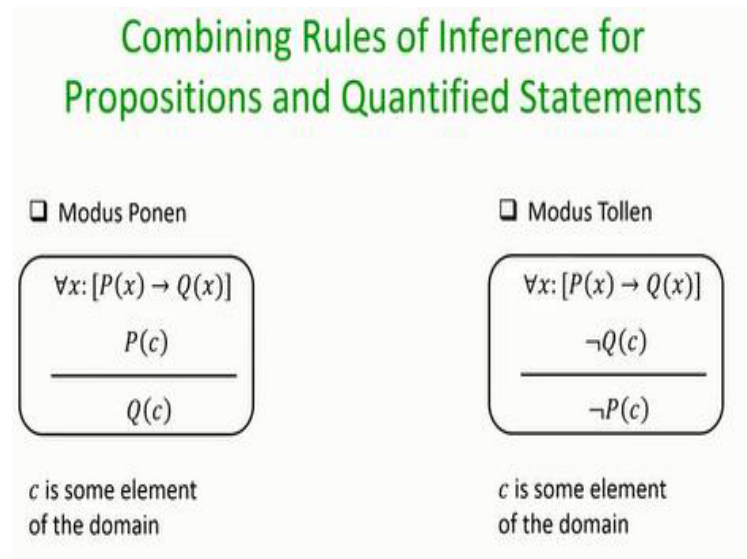 Combining Rules of Inference for
Propositions and Quantified Statements
❑ Modus Ponen
∀x: [P(x) → Q(x)]
P(c)
Q(c)
c is some element
of the domain
❑ Modus Tollen
∀x: [P(x) → Q(x)]
¬Q(c)
¬P(c)
c is some element
of the domain